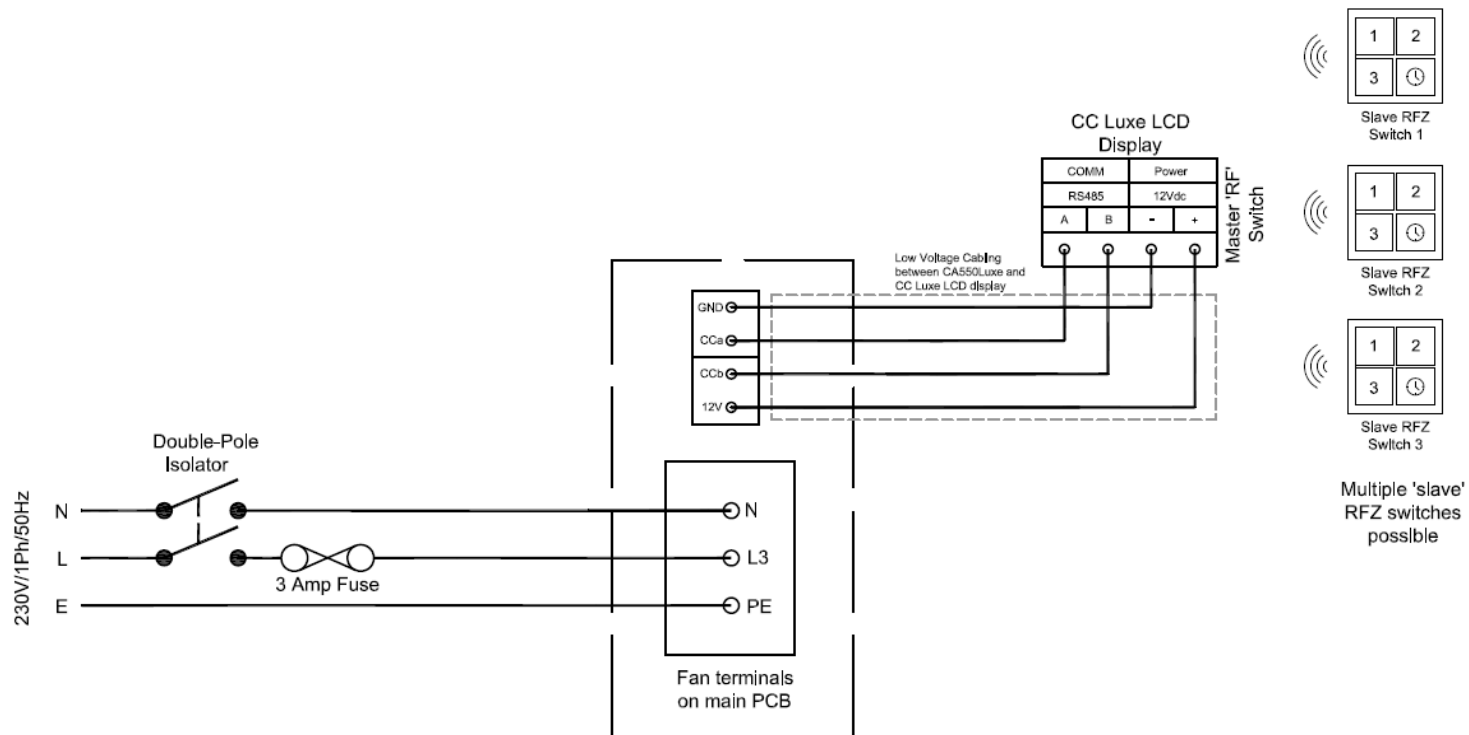 1 2
3
Slave RFZ
Switch 1
1 2
3
Slave RFZ
Switch 2
1 2
3
Slave RFZ
Switch 3
Multiple 'slave'
RFZ switches
possible
CC Luxe LCD
Display
COMM Power
RS485 12Vdc
A B - +
Master 'RF'
Switch
Low Voltage Cabling
between CA550Luxe and
CC Luxe LCD display
GND
CCa
CCb
12V
Double-Pole
Isolator
230V/1Ph/50Hz
N
L
E
3 Amp Fuse
N
L3
PE
Fan terminals
on main PCB